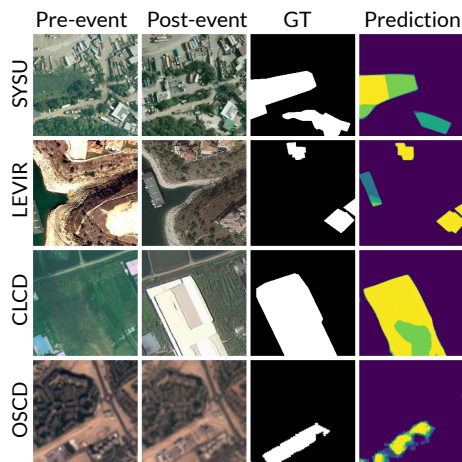 Pre-event Post-event GT Prediction
SYSU
LEVIR
CLCD
OSCD